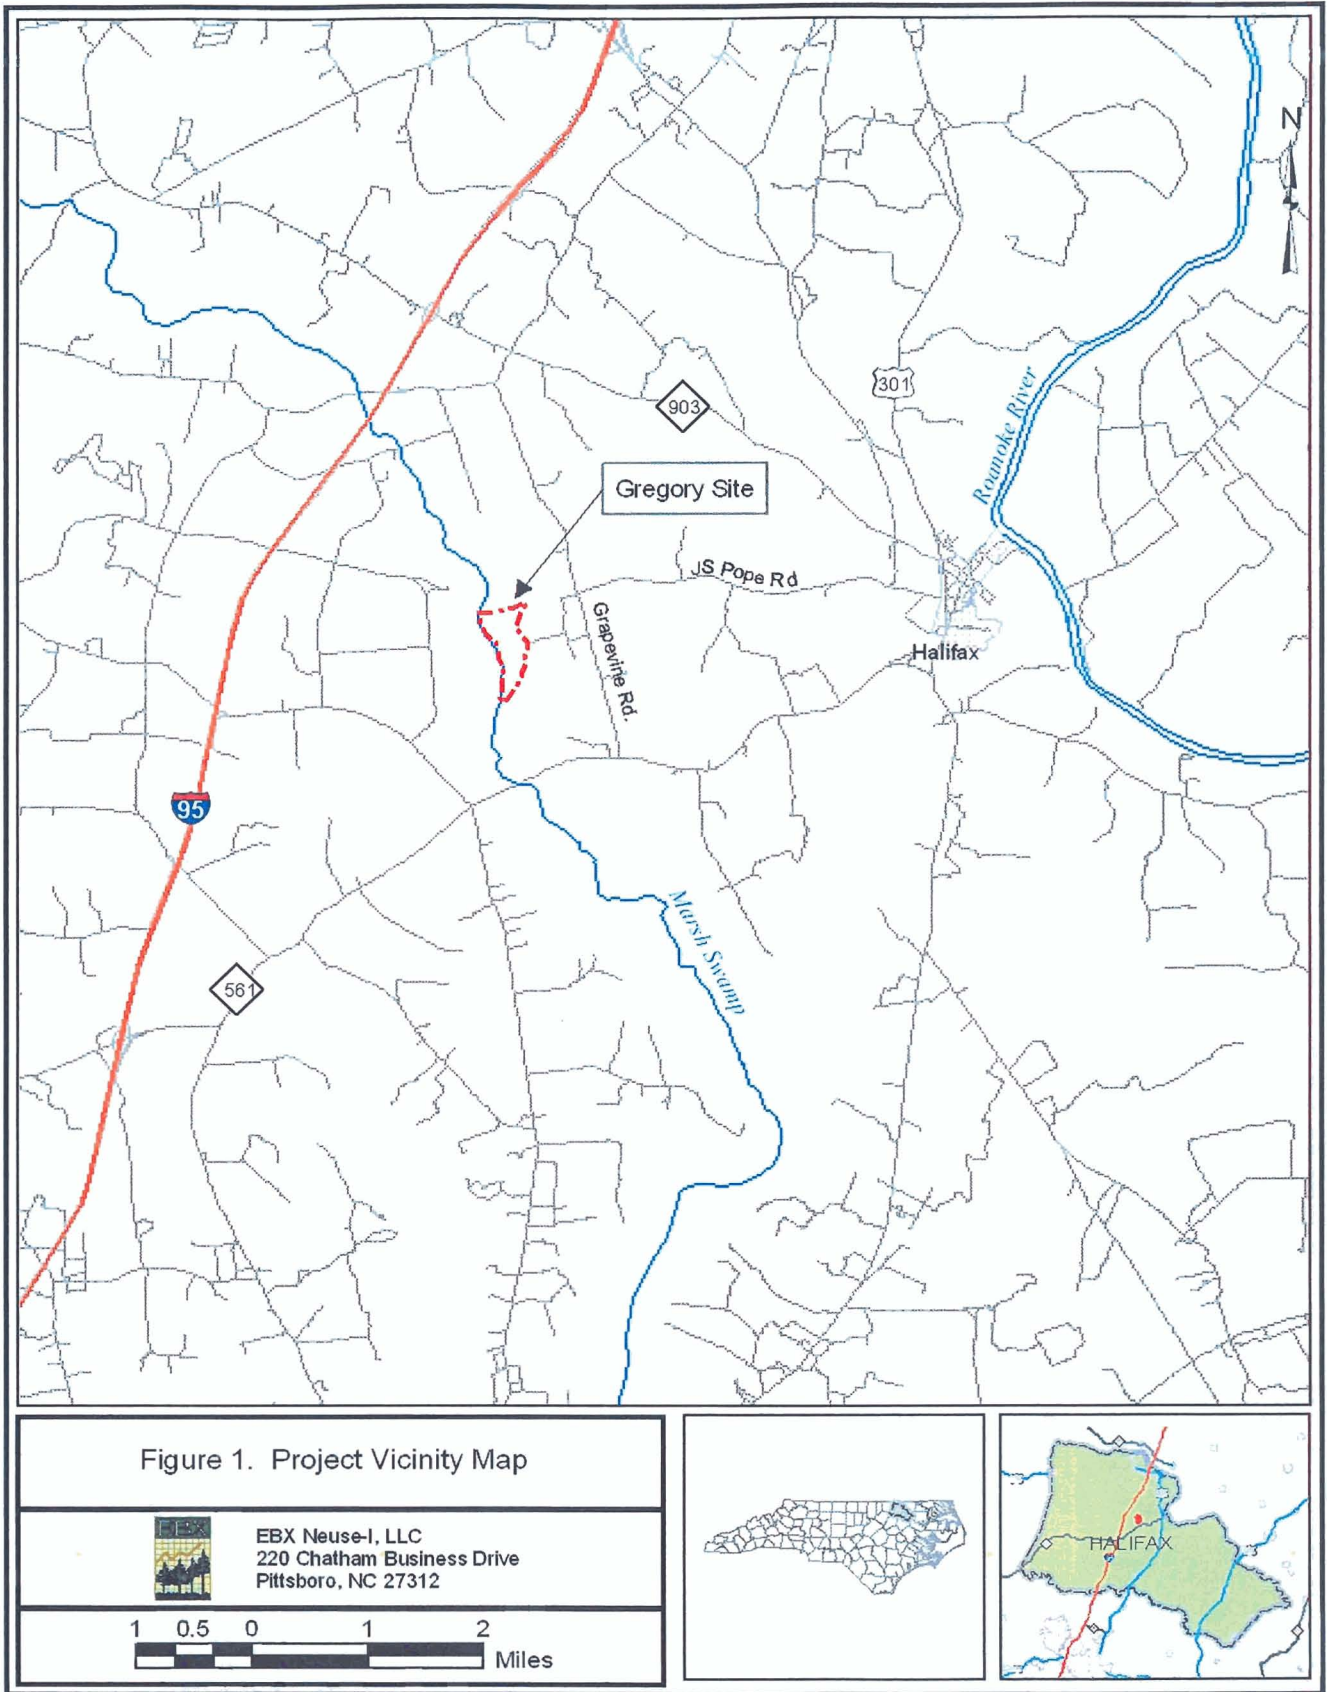 N
301
Roanoke River
903
Gregory Site
JS Pope Rd
Grapevine Rd.
Halifax
95
Marsh Swamp
561
Figure 1. Project Vicinity Map
EBX
EBX Neuse-I, LLC
220 Chatham Business Drive
Pittsboro, NC 27312
1 0.5 0 1 2
Miles
HALIFAX